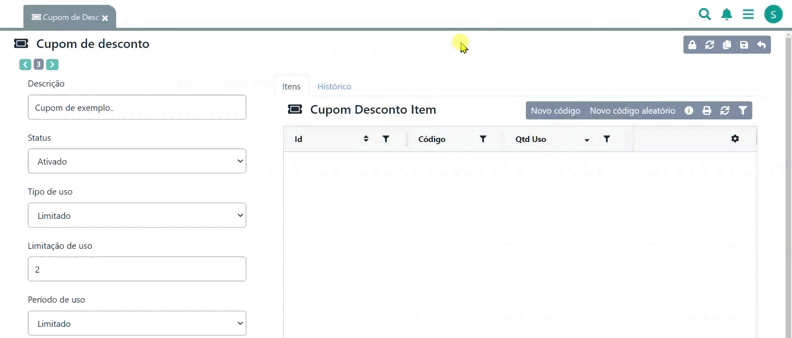 Cupom de Desc
S
Cupom de desconto
3
Descrição
Cupom de exemplo..
Status
Ativado
Tipo de uso
Limitado
Limitação de uso
2
Período de uso
Limitado
Itens Histórico
Cupom Desconto Item
Novo código Novo código aleatório
Id Código Qtd Uso